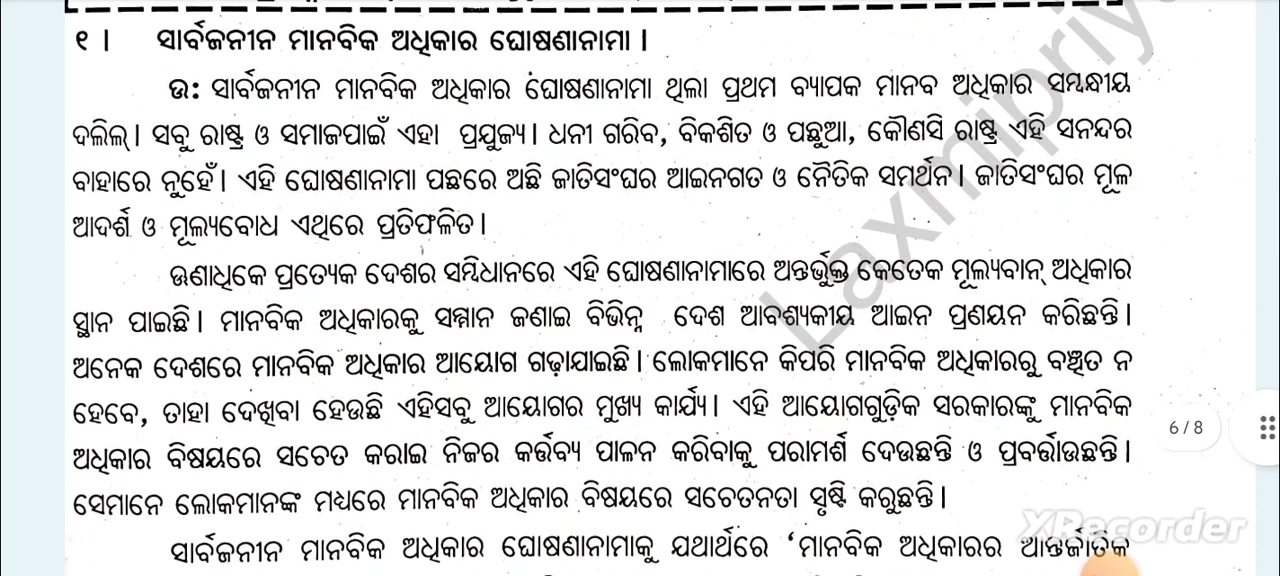 ୧ । ସାର୍ବଜନୀନ ମାନବିକ ଅଧିକାର ଘୋଷଣାନାମା ।
ଉ: ସାର୍ବଜନୀନ ମାନବିକ ଅଧିକାର ଘୋଷଣାନାମା ଥିଲା ପ୍ରଥମ ବ୍ୟାପକ ମାନବ ଅଧିକାର ସମ୍ବନ୍ଧୀୟ
ଦଲିଲ୍ । ସବୁ ରାଷ୍ଟ୍ର ଓ ସମାଜପାଇଁ ଏହା ପ୍ରଯୁଜ୍ୟ । ଧନୀ ଗରିବ, ବିକଶିତ ଓ ପଛୁଆ, କୌଣସି ରାଷ୍ଟ୍ର ଏହି ସନନ୍ଦର
ବାହାରେ ନୁହେଁ । ଏହି ଘୋଷଣାନାମା ପଛରେ ଅଛି ଜାତିସଂଘର ଆଇନଗତ ଓ ନୈତିକ ସମର୍ଥନ । ଜାତିସଂଘର ମୂଳ
ଆଦର୍ଶ ଓ ମୂଲ୍ୟବୋଧ ଏଥିରେ ପ୍ରତିଫଳିତ ।
ଊଣାଧିକେ ପ୍ରତ୍ୟେକ ଦେଶର ସମ୍ବିଧାନରେ ଏହି ଘୋଷଣାନାମାରେ ଅନ୍ତର୍ଭୁକ୍ତ କେତେକ ମୂଲ୍ୟବାନ୍ ଅଧିକାର
ସ୍ଥାନ ପାଇଛି । ମାନବିକ ଅଧିକାରକୁ ସମ୍ମାନ ଜଣାଇ ବିଭିନ୍ନ ଦେଶ ଆବଶ୍ୟକୀୟ ଆଇନ ପ୍ରଣୟନ କରିଛନ୍ତି ।
ଅନେକ ଦେଶରେ ମାନବିକ ଅଧିକାର ଆୟୋଗ ଗଢ଼ାଯାଇଛି । ଲୋକମାନେ କିପରି ମାନବିକ ଅଧିକାରରୁ ବଞ୍ଚିତ ନ
ହେବେ, ତାହା ଦେଖିବା ହେଉଛି ଏହିସବୁ ଆୟୋଗର ମୁଖ୍ୟ କାର୍ଯ୍ୟ । ଏହି ଆୟୋଗଗୁଡ଼ିକ ସରକାରଙ୍କୁ ମାନବିକ
ଅଧିକାର ବିଷୟରେ ସଚେତ କରାଇ ନିଜର କର୍ତ୍ତବ୍ୟ ପାଳନ କରିବାକୁ ପରାମର୍ଶ ଦେଉଛନ୍ତି ଓ ପ୍ରବର୍ତ୍ତାଉଛନ୍ତି ।
ସେମାନେ ଲୋକମାନଙ୍କ ମଧ୍ୟରେ ମାନବିକ ଅଧିକାର ବିଷୟରେ ସଚେତନତା ସୃଷ୍ଟି କରୁଛନ୍ତି ।
ସାର୍ବଜନୀନ ମାନବିକ ଅଧିକାର ଘୋଷଣାନାମାକୁ ଯଥାର୍ଥରେ ‘ମାନବିକ ଅଧିକାରର ଆନ୍ତର୍ଜାତିକ
Laxmipriy
6 / 8
XRecorder